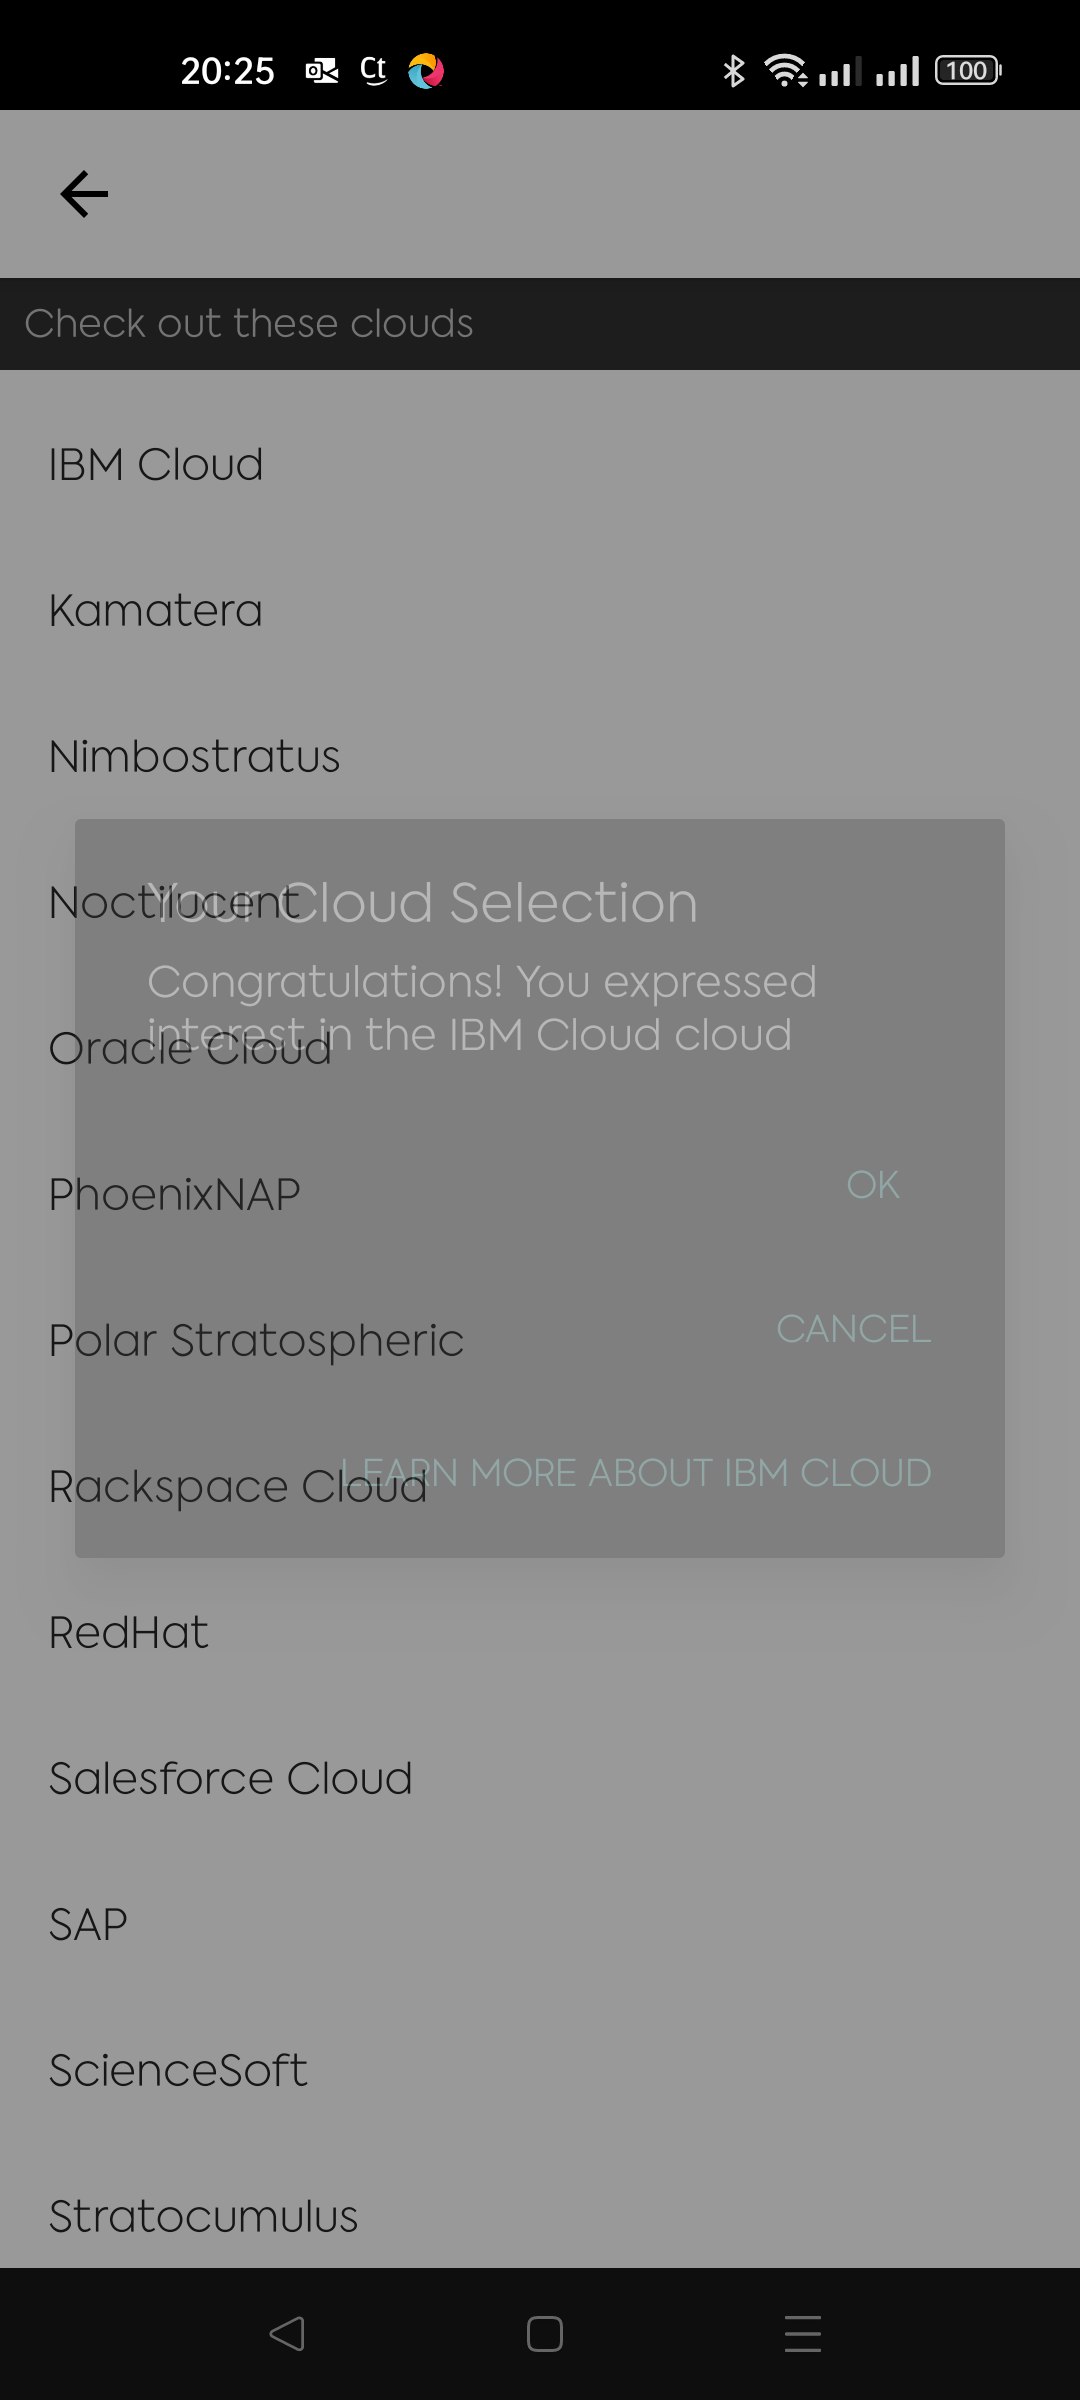 20:25
Ct
100
Check out these clouds
IBM Cloud
Kamatera
Nimbostratus
Noctilucent
Your Cloud Selection
Congratulations! You expressed
interest in the IBM Cloud cloud
Oracle Cloud
PhoenixNAP
OK
Polar Stratospheric
CANCEL
Rackspace Cloud
LEARN MORE ABOUT IBM CLOUD
RedHat
Salesforce Cloud
SAP
ScienceSoft
Stratocumulus